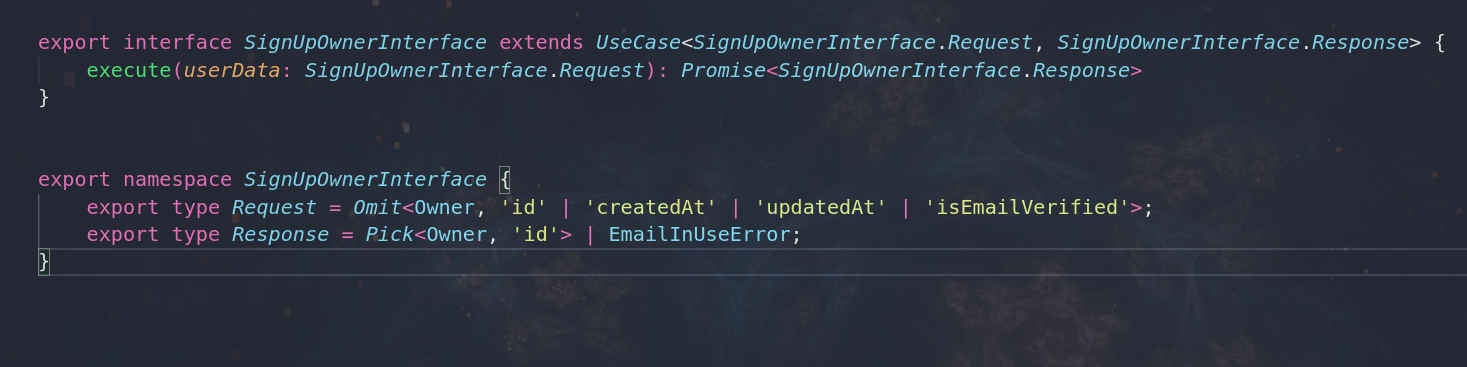 export interface SignUpOwnerInterface extends UseCase<SignUpOwnerInterface.Request, SignUpOwnerInterface.Response> {
    execute(userData: SignUpOwnerInterface.Request): Promise<SignUpOwnerInterface.Response>
}
export namespace SignUpOwnerInterface {
    export type Request = Omit<Owner, 'id' | 'createdAt' | 'updatedAt' | 'isEmailVerified'>;
    export type Response = Pick<Owner, 'id'> | EmailInUseError;
}